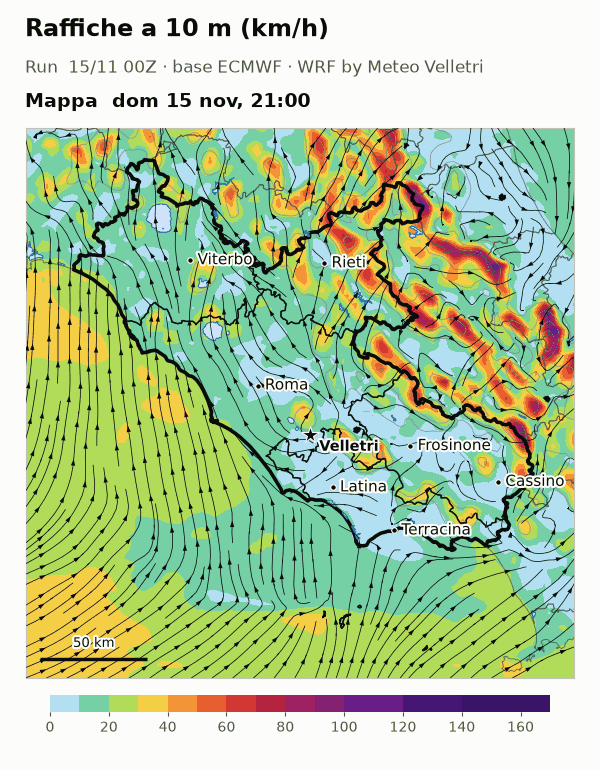 Raffiche a 10 m (km/h)
Run  15/11 00Z · base ECMWF · WRF by Meteo Velletri
Mappa  dom 15 nov, 21:00
Viterbo
Rieti
Roma
Velletri
Frosinone
Cassino
Latina
Terracina
50 km
0 20 40 60 80 100 120 140 160